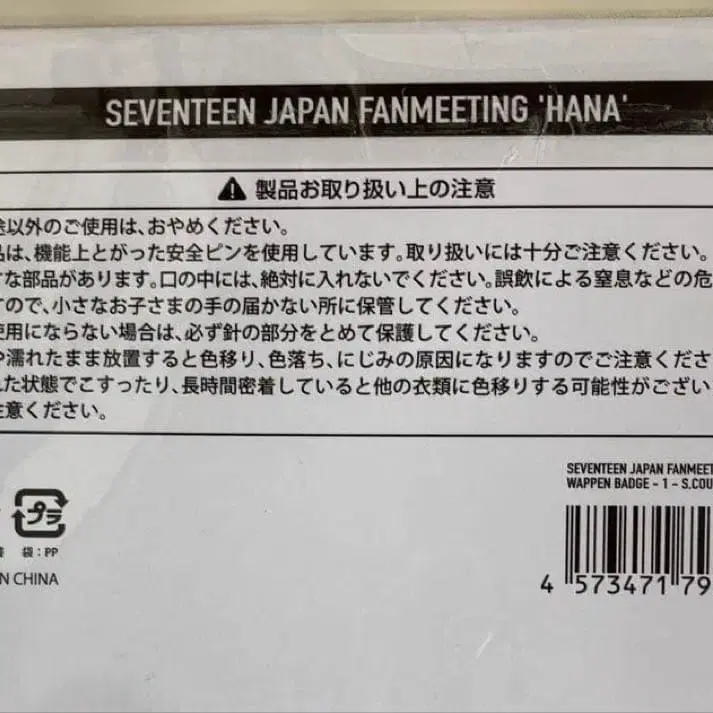 SEVENTEEN JAPAN FANMEETING 'HANA'
製品お取り扱い上の注意
以外のご使用は、おやめください。
は、機能上とがった安全ピンを使用しています。取り扱いには十分ご注意ください。
な部品があります。口の中には、絶対に入れないでください。誤飲による窒息などの危
すので、小さなお子さまの手の届かない所に保管してください。
使用にならない場合は、必ず針の部分をとめて保護してください。
や濡れたまま放置すると色移り、色落ち、にじみの原因になりますのでご注意くださ
れた状態でこすったり、長時間密着していると他の衣類に色移りする可能性がござい
注意ください。
SEVENTEEN JAPAN FANMEET
WAPPEN BADGE - 1 - S.COU
プラ
袋:PP
N CHINA
4 573471 79